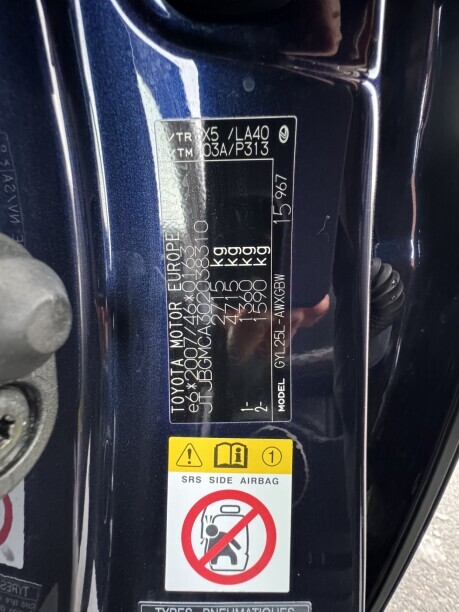 TOYOTA MOTOR EUROPE
e6*2007/46*0163
JTJBGMCA302038310
2715 kg
4715 kg
1- 1360 kg
2- 1590 kg
MODEL GYL25L-AWXGBW 15 967
/TR X5 /LA40
/TM 03A/P313
SRS SIDE AIRBAG
TYRES